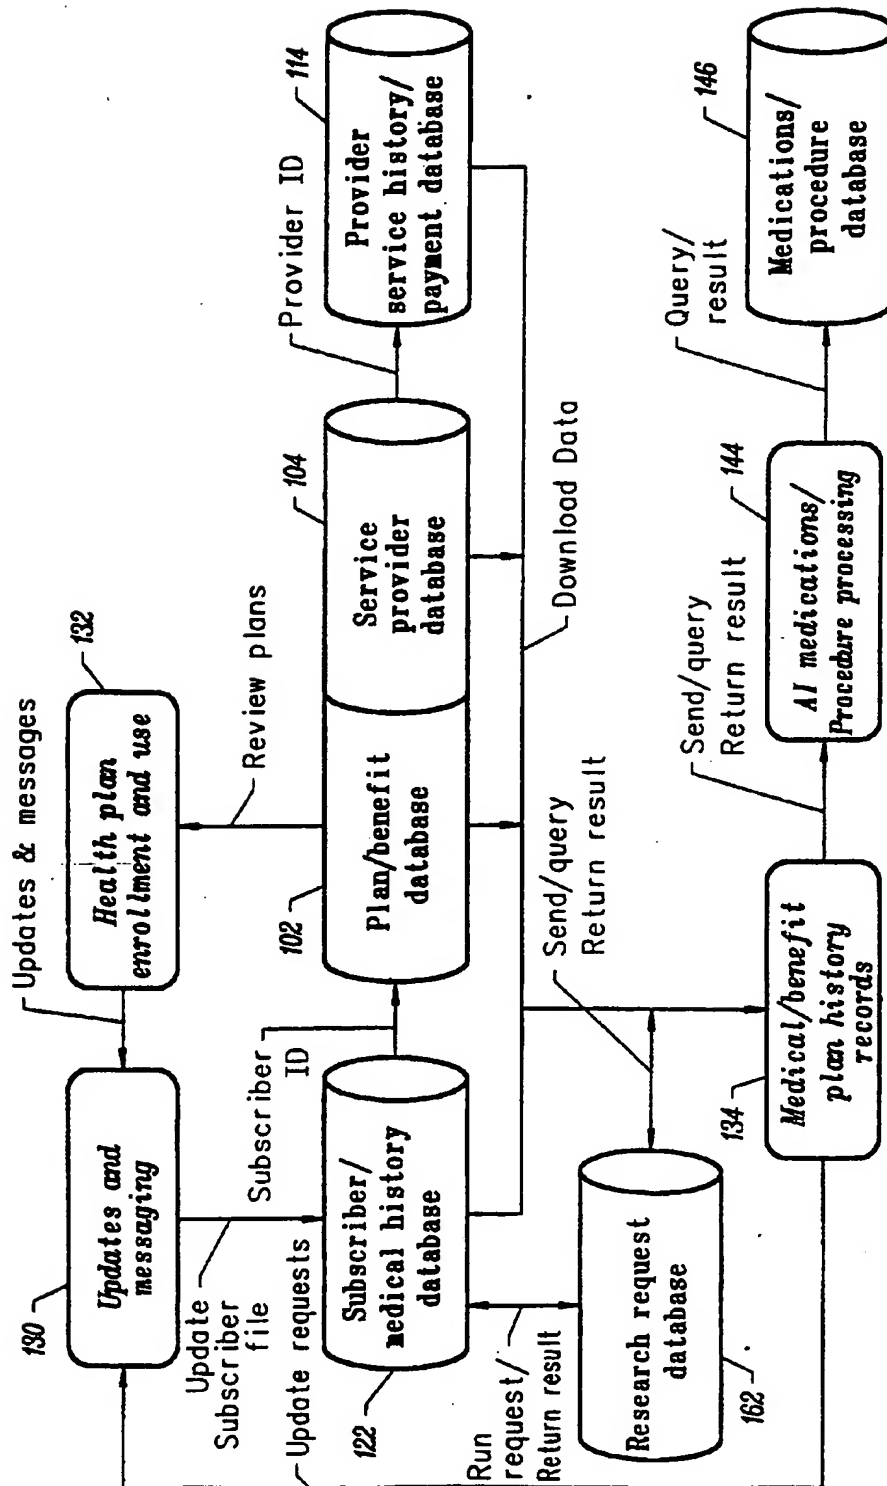 130
Updates and
messaging
Updates & messages
Health plan
enrollment and use
132
Update
Subscriber
file
Update requests
Subscriber
ID
Review plans
122
Subscriber/
medical history
database
102
Plan/benefit
database
Service
provider
database
104
Provider ID
Provider
service history/
payment database
114
Run
request/
Return result
Send/query
Return result
Download Data
Research request
database
162
134
Medical/benefit
plan history
records
Send/query
Return result
AI medications/
Procedure processing
144
Query/
result
Medications/
procedure
database
146